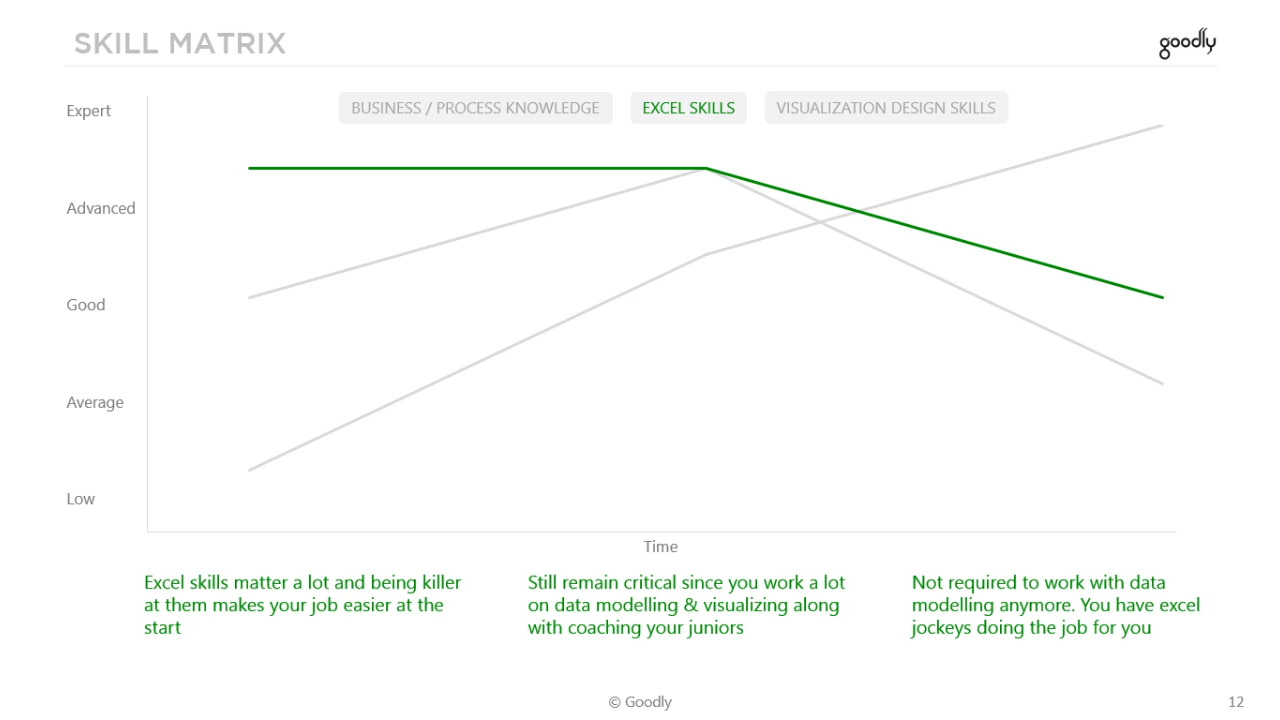 SKILL MATRIX
goodly
Expert
BUSINESS / PROCESS KNOWLEDGE
EXCEL SKILLS
VISUALIZATION DESIGN SKILLS
Advanced
Good
Average
Low
Time
Excel skills matter a lot and being killer
at them makes your job easier at the
start
Still remain critical since you work a lot
on data modelling & visualizing along
with coaching your juniors
Not required to work with data
modelling anymore. You have excel
jockeys doing the job for you
© Goodly
12